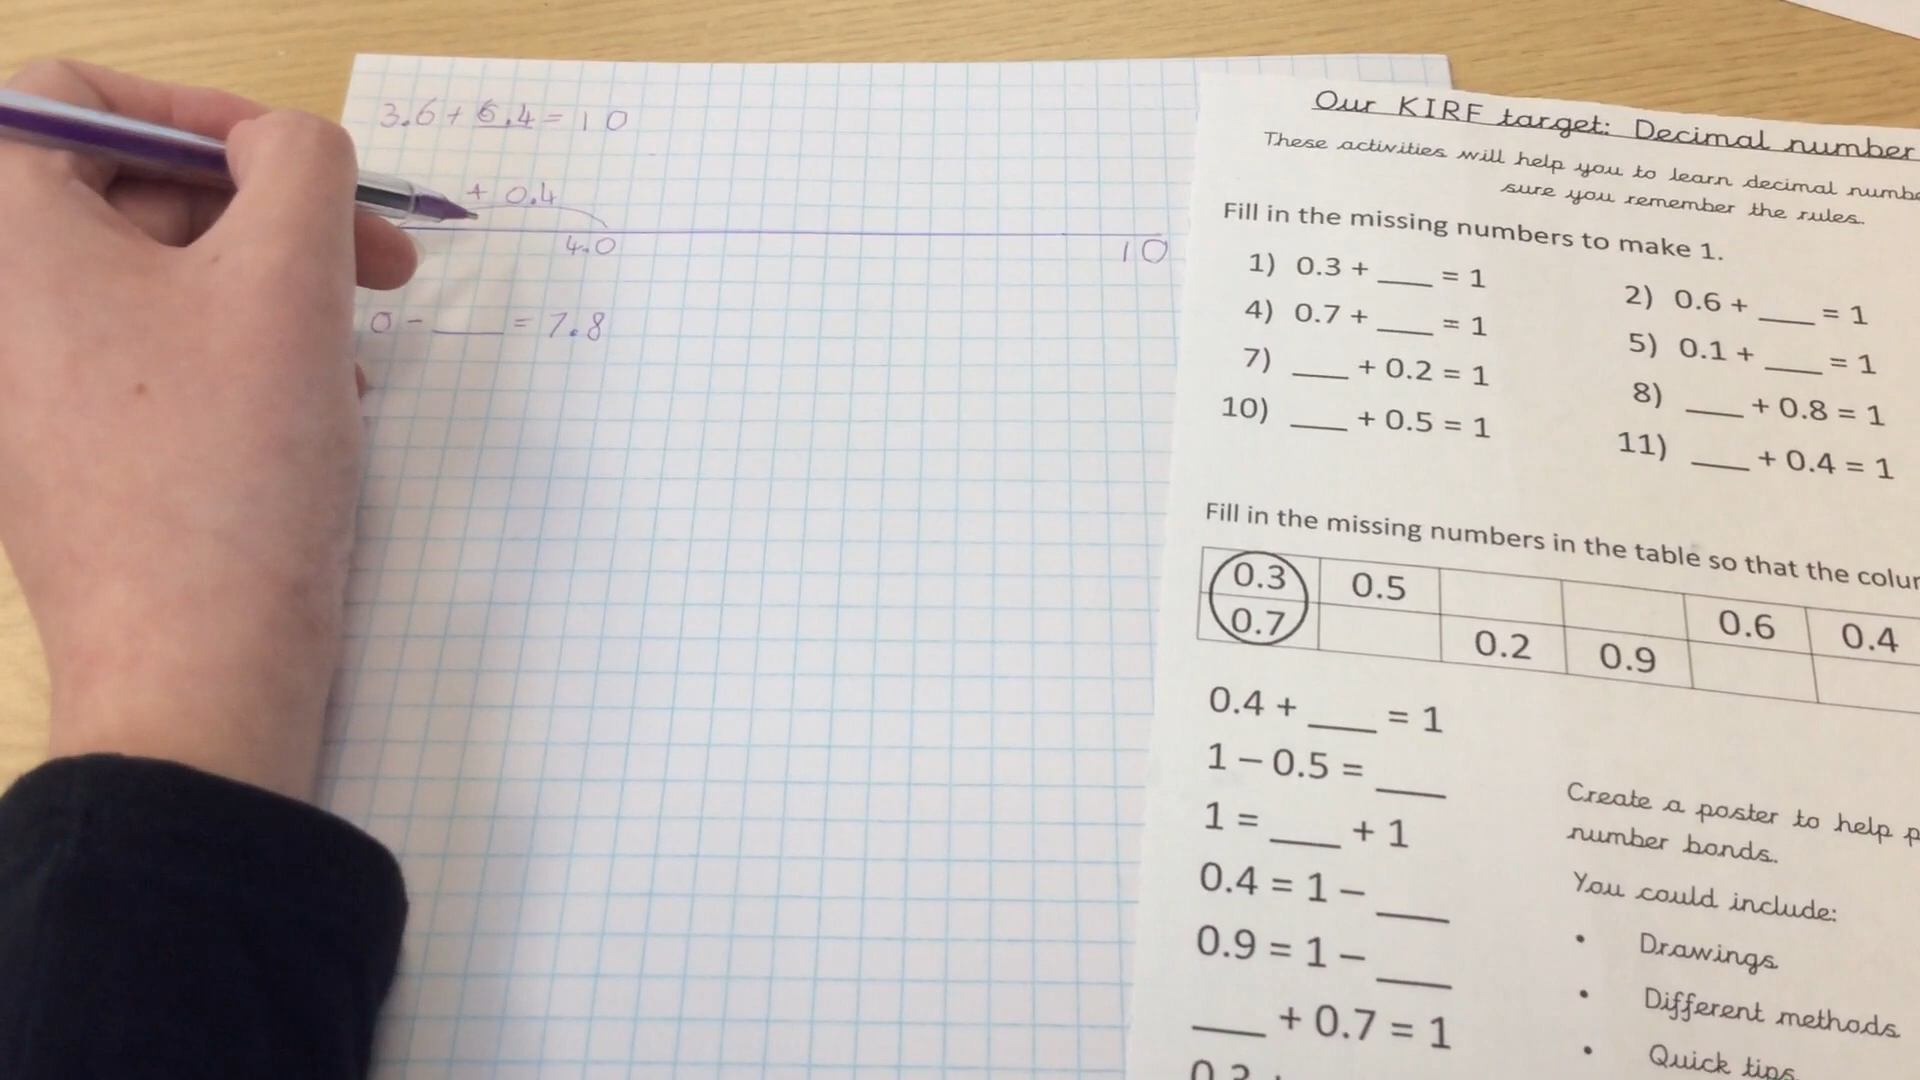 3.6 + 6.4 = 10
+ 0.4
4.0
10
0 - ___ = 7.8
Our KIRF target: Decimal number
These activities will help you to learn decimal numbe
sure you remember the rules.
Fill in the missing numbers to make 1.
1) 0.3 + ___ = 1
2) 0.6 + ___ = 1
4) 0.7 + ___ = 1
5) 0.1 + ___ = 1
7) ___ + 0.2 = 1
8) ___ + 0.8 = 1
10) ___ + 0.5 = 1
11) ___ + 0.4 = 1
Fill in the missing numbers in the table so that the colu
0.3 0.5 0.6 0.4
0.7 0.2 0.9
0.4 + ___ = 1
1 – 0.5 = ___
1 = ___ + 1
0.4 = 1 – ___
0.9 = 1 – ___
___ + 0.7 = 1
Create a poster to help p
number bonds.
You could include:
• Drawings
• Different methods
• Quick tips